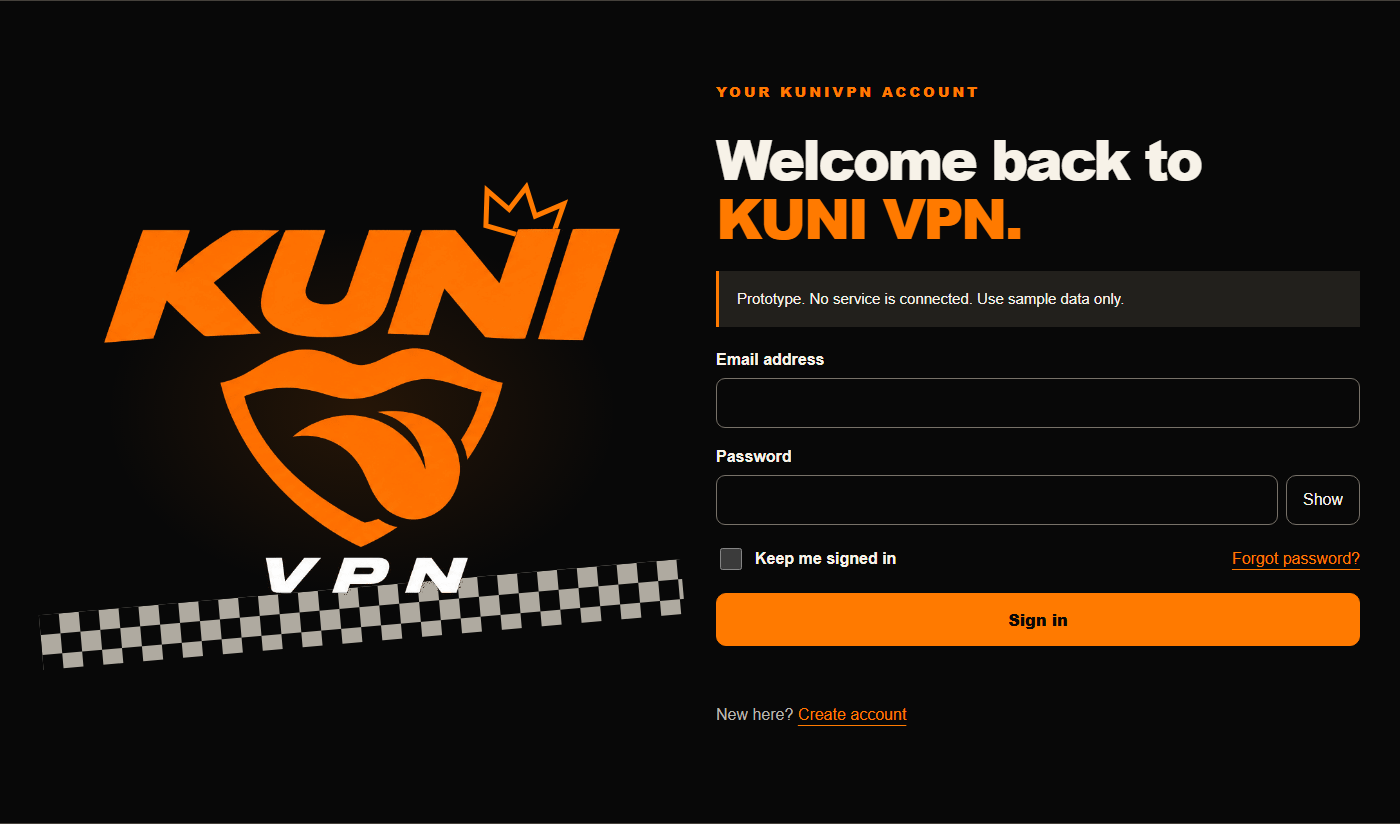 KUNI
VPN
YOUR KUNIVPN ACCOUNT
Welcome back to
KUNI VPN.
Prototype. No service is connected. Use sample data only.
Email address
Password
Show
Keep me signed in
Forgot password?
Sign in
New here? Create account